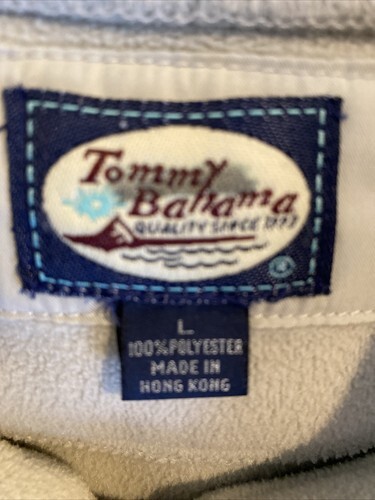 Tommy
Bahama
QUALITY SINCE 1993
®
L
100% POLYESTER
MADE IN
HONG KONG